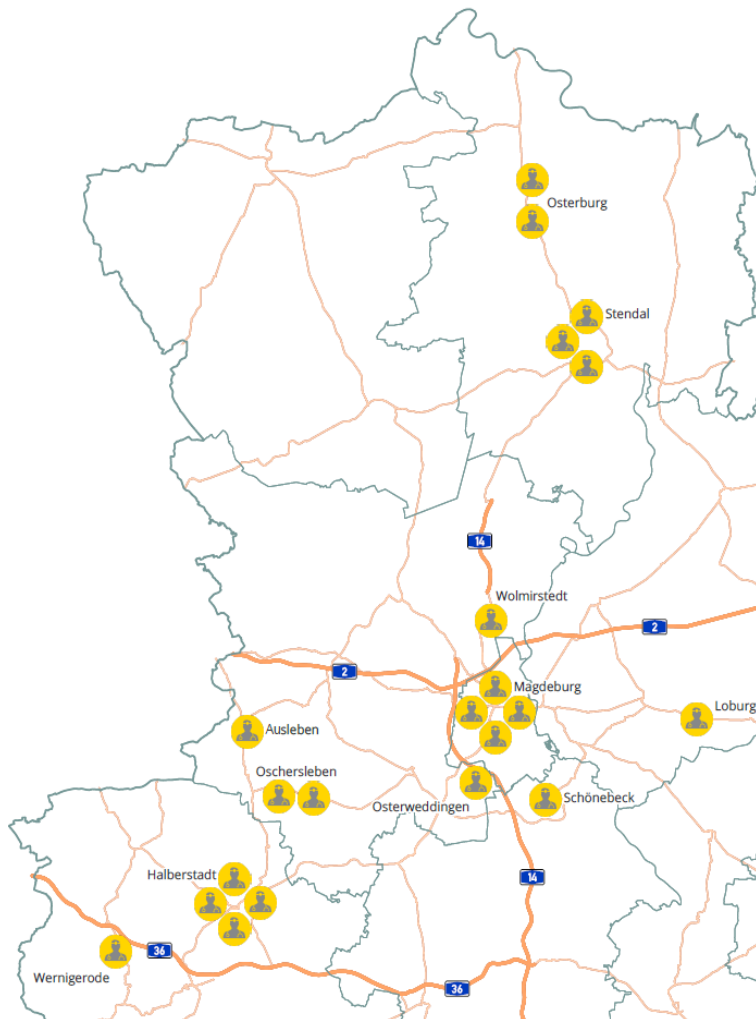 Osterburg
Stendal
14
Wolmirstedt
2
2
Magdeburg
Loburg
Ausleben
Oschersleben
Osterweddingen
Schönebeck
Halberstadt
14
36
Wernigerode
36